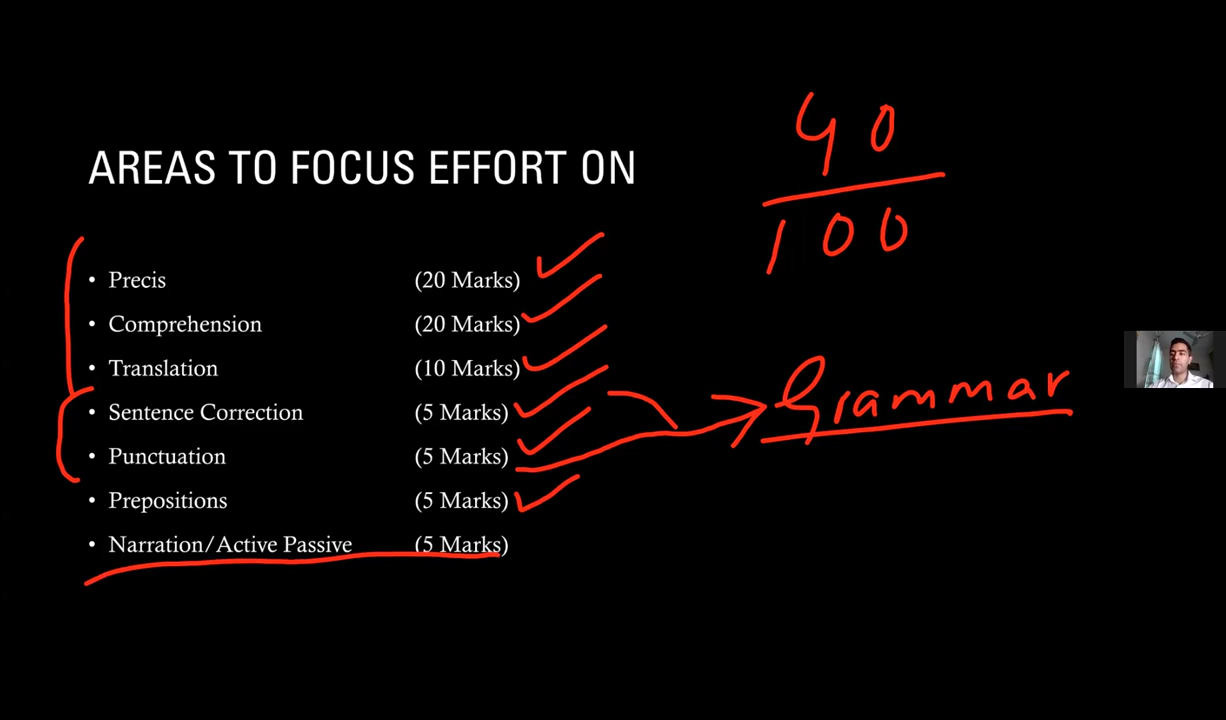 AREAS TO FOCUS EFFORT ON
40
100
• Precis (20 Marks)
• Comprehension (20 Marks)
• Translation (10 Marks)
• Sentence Correction (5 Marks)
• Punctuation (5 Marks)
• Prepositions (5 Marks)
• Narration/Active Passive (5 Marks)
Grammar